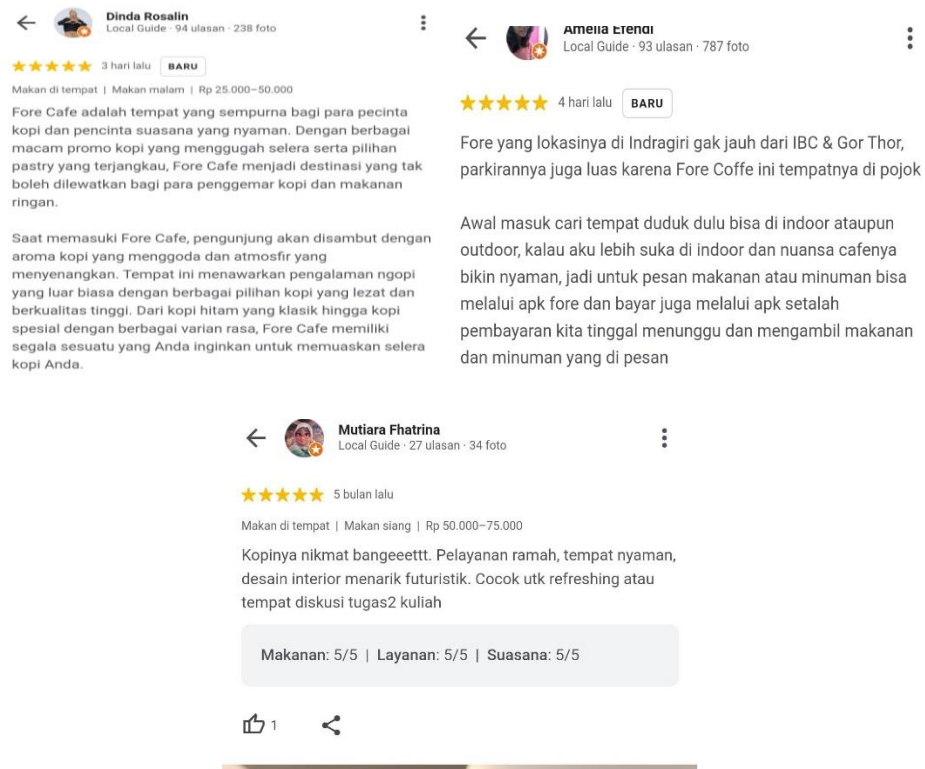 Dinda Rosalin
Local Guide · 94 ulasan · 238 foto
3 hari lalu BARU
Makan di tempat | Makan malam | Rp 25.000–50.000
Fore Cafe adalah tempat yang sempurna bagi para pecinta
kopi dan pencinta suasana yang nyaman. Dengan berbagai
macam promo kopi yang menggugah selera serta pilihan
pastry yang terjangkau, Fore Cafe menjadi destinasi yang tak
boleh dilewatkan bagi para penggemar kopi dan makanan
ringan.
Saat memasuki Fore Cafe, pengunjung akan disambut dengan
aroma kopi yang menggoda dan atmosfir yang
menyenangkan. Tempat ini menawarkan pengalaman ngopi
yang luar biasa dengan berbagai pilihan kopi yang lezat dan
berkualitas tinggi. Dari kopi hitam yang klasik hingga kopi
spesial dengan berbagai varian rasa, Fore Cafe memiliki
segala sesuatu yang Anda inginkan untuk memuaskan selera
kopi Anda.
Amelia Efendi
Local Guide · 93 ulasan · 787 foto
4 hari lalu BARU
Fore yang lokasinya di Indragiri gak jauh dari IBC & Gor Thor,
parkirannya juga luas karena Fore Coffe ini tempatnya di pojok
Awal masuk cari tempat duduk dulu bisa di indoor ataupun
outdoor, kalau aku lebih suka di indoor dan nuansa cafenya
bikin nyaman, jadi untuk pesan makanan atau minuman bisa
melalui apk fore dan bayar juga melalui apk setalah
pembayaran kita tinggal menunggu dan mengambil makanan
dan minuman yang di pesan
Mutiara Fhatrina
Local Guide · 27 ulasan · 34 foto
5 bulan lalu
Makan di tempat | Makan siang | Rp 50.000–75.000
Kopinya nikmat bangeeettt. Pelayanan ramah, tempat nyaman,
desain interior menarik futuristik. Cocok utk refreshing atau
tempat diskusi tugas2 kuliah
Makanan: 5/5 | Layanan: 5/5 | Suasana: 5/5
1